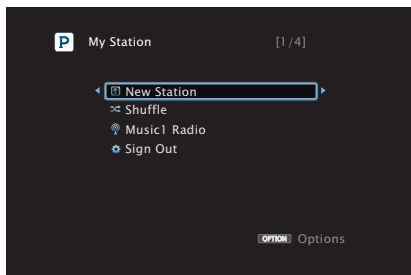 P My Station [1/4]
New Station
Shuffle
Music1 Radio
Sign Out
OPTION Options